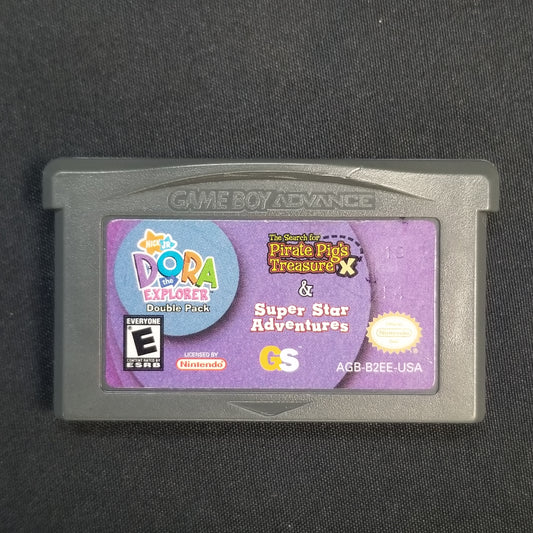 GAME BOY ADVANCE
NICK JR.
DORA
the
EXPLORER
Double Pack
The Search for
Pirate Pig's
Treasure X
&
Super Star
Adventures
EVERYONE
E
CONTENT RATED BY
ESRB
LICENSED BY
Nintendo
GS
Nintendo
®
AGB-B2EE-USA